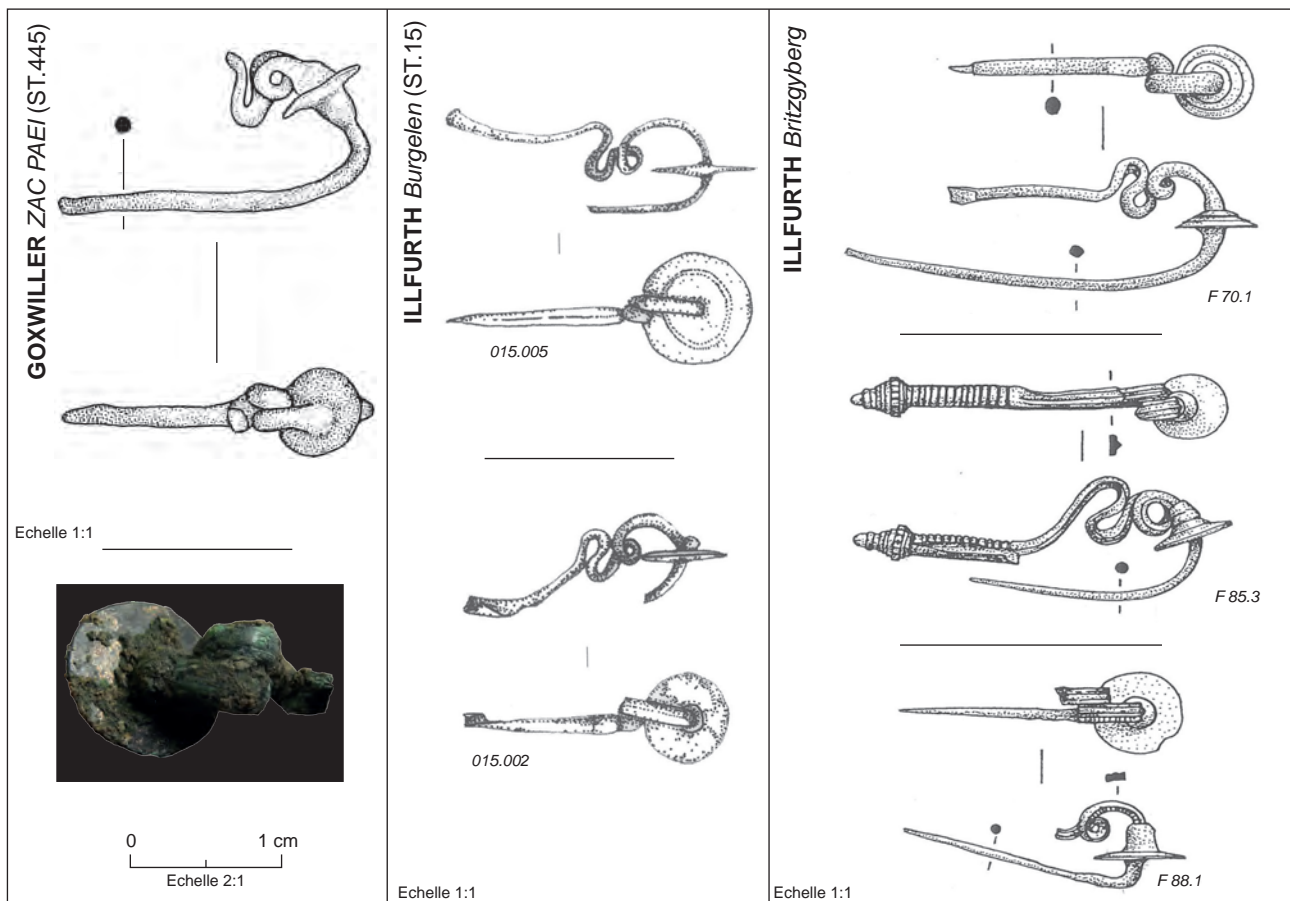 GOXWILLER ZAC PAEI (ST.445)
Echelle 1:1
0 1 cm
Echelle 2:1
ILLFURTH Burgelen (ST.15)
015.005
015.002
Echelle 1:1
ILLFURTH Britzgyberg
F 70.1
F 85.3
F 88.1
Echelle 1:1